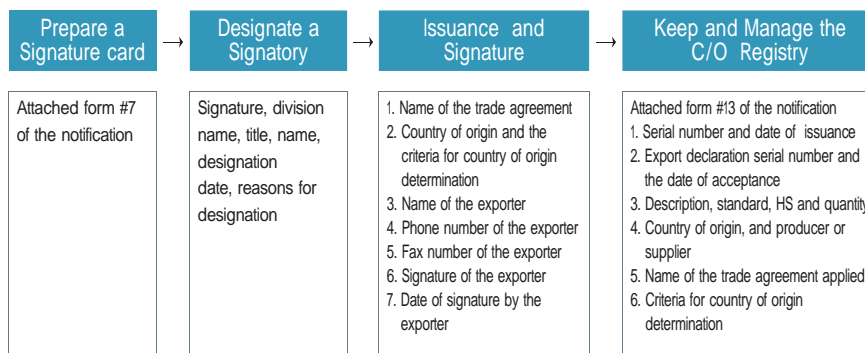 Prepare a
Signature card
→
Designate a
Signatory
→
Issuance and
Signature
→
Keep and Manage the
C/O Registry
Attached form #7
of the notification
Signature, division
name, title, name,
designation
date, reasons for
designation
1. Name of the trade agreement
2. Country of origin and the
criteria for country of origin
determination
3. Name of the exporter
4. Phone number of the exporter
5. Fax number of the exporter
6. Signature of the exporter
7. Date of signature by the
exporter
Attached form #13 of the notification
1. Serial number and date of issuance
2. Export declaration serial number and
the date of acceptance
3. Description, standard, HS and quantity
4. Country of origin, and producer or
supplier
5. Name of the trade agreement applied
6. Criteria for country of origin
determination